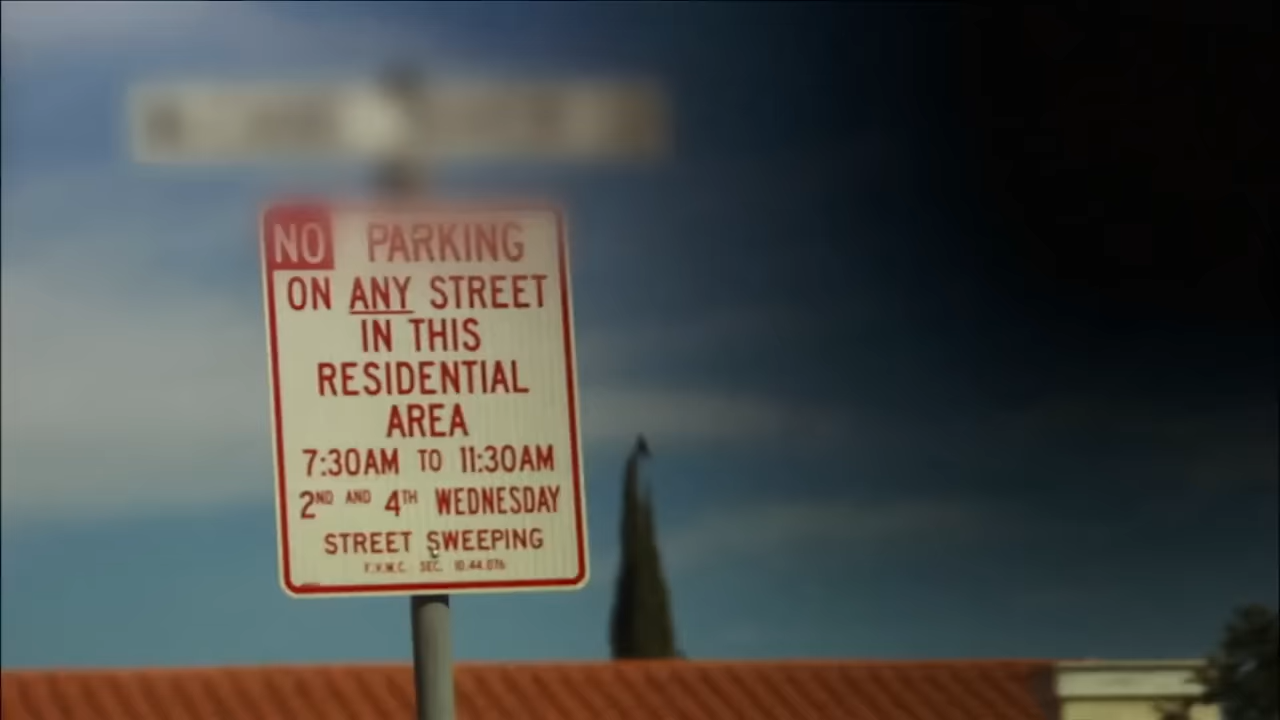 NO PARKING
ON ANY STREET
IN THIS
RESIDENTIAL
AREA
7:30AM TO 11:30AM
2ND AND 4TH WEDNESDAY
STREET SWEEPING
SEC. 10.44.076